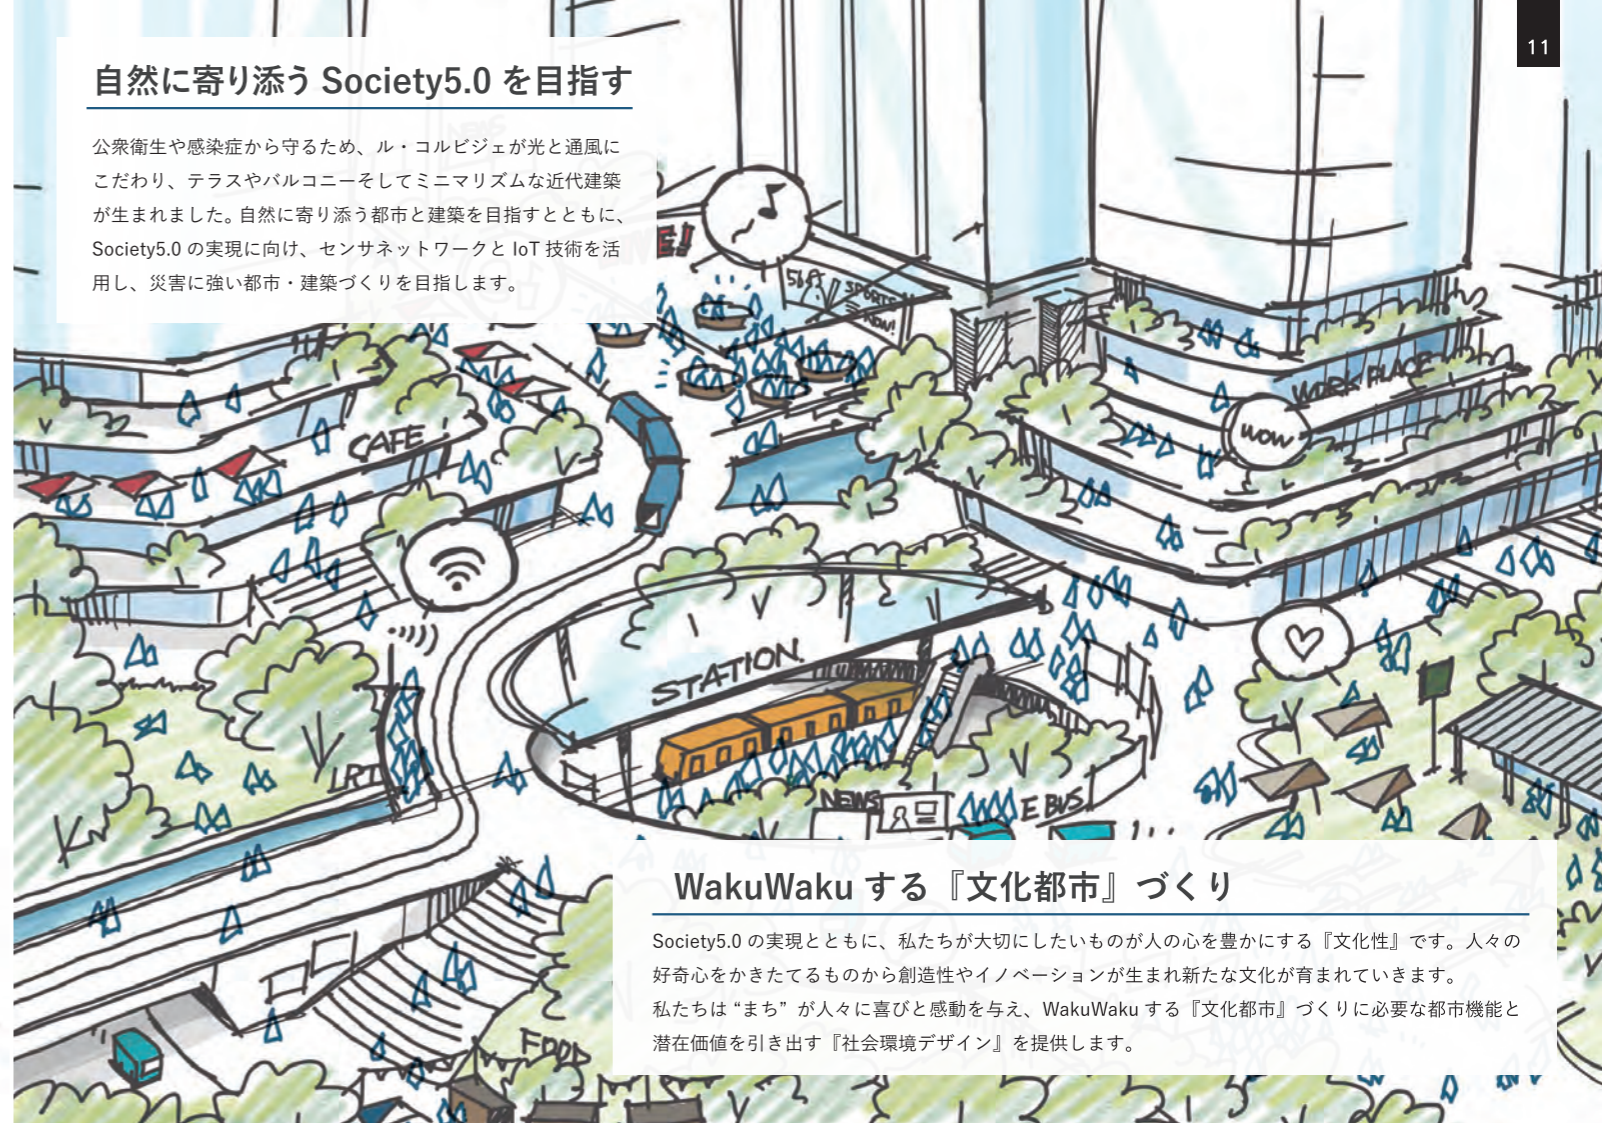 11
自然に寄り添う Society5.0 を目指す
公衆衛生や感染症から守るため、ル・コルビジェが光と通風に
こだわり、テラスやバルコニーそしてミニマリズムな近代建築
が生まれました。自然に寄り添う都市と建築を目指すとともに、
Society5.0 の実現に向け、センサネットワークと IoT 技術を活
用し、災害に強い都市・建築づくりを目指します。
SPORTS
NOW!
WORK PLACE
WOW
CAFE
STATION
LRT
NEWS
E BUS
FOOD
WakuWaku する『文化都市』づくり
Society5.0 の実現とともに、私たちが大切にしたいものが人の心を豊かにする『文化性』です。人々の
好奇心をかきたてるものから創造性やイノベーションが生まれ新たな文化が育まれていきます。
私たちは “まち” が人々に喜びと感動を与え、WakuWaku する『文化都市』づくりに必要な都市機能と
潜在価値を引き出す『社会環境デザイン』を提供します。